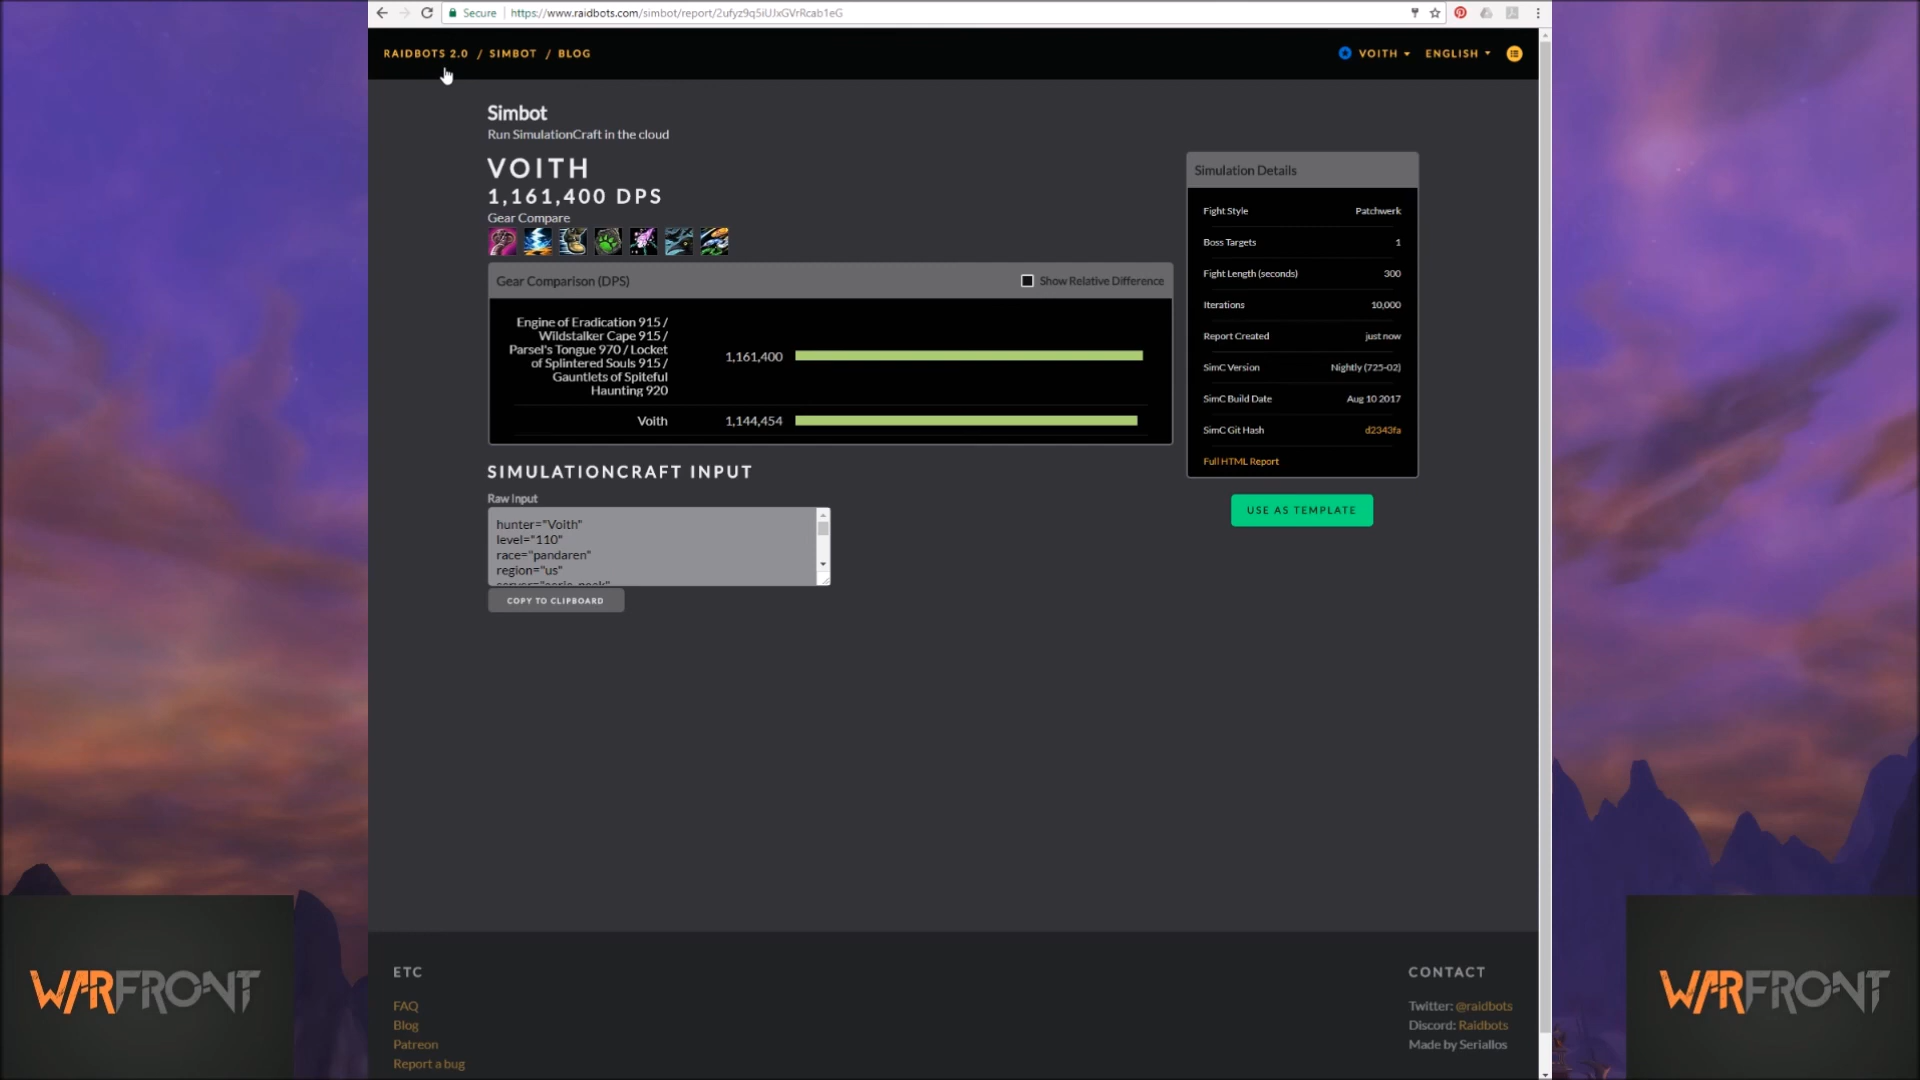 Secure
https://www.raidbots.com/simbot/report/2ufyz9q5iUJxGVrRcab1eG
RAIDBOTS 2.0 / SIMBOT / BLOG
VOITH
ENGLISH
Simbot
Run SimulationCraft in the cloud
VOITH
1,161,400 DPS
Gear Compare
Gear Comparison (DPS)
Show Relative Difference
Engine of Eradication 915 /
Wildstalker Cape 915 /
Parsel's Tongue 970 / Locket
of Splintered Souls 915 /
Gauntlets of Spiteful
Haunting 920
1,161,400
Voith
1,144,454
Simulation Details
Fight Style
Patchwerk
Boss Targets
1
Fight Length (seconds)
300
Iterations
10,000
Report Created
just now
SimC Version
Nightly (725-02)
SimC Build Date
Aug 10 2017
SimC Git Hash
d2343fa
Full HTML Report
USE AS TEMPLATE
SIMULATIONCRAFT INPUT
Raw Input
hunter="Voith"
level="110"
race="pandaren"
region="us"
COPY TO CLIPBOARD
ETC
FAQ
Blog
Patreon
Report a bug
CONTACT
Twitter: @raidbots
Discord: Raidbots
Made by Seriallos
WARFRONT
WARFRONT